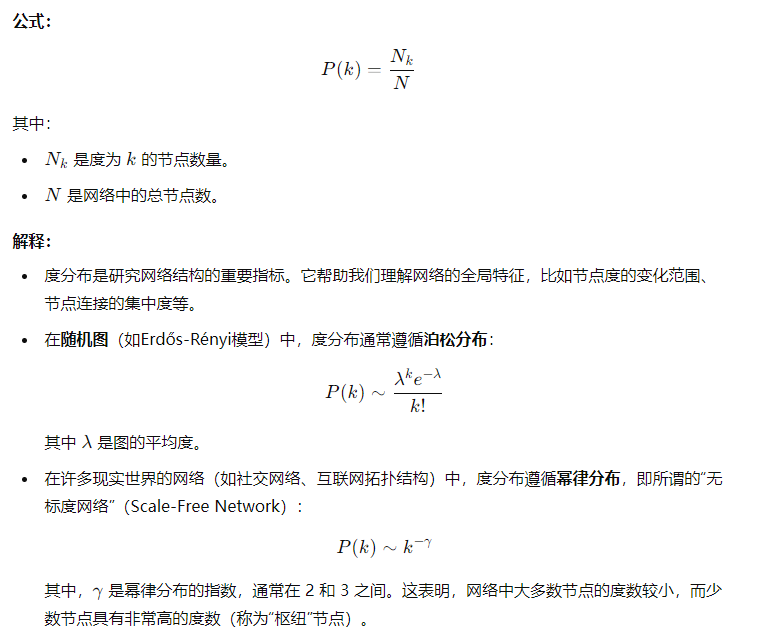 公式：
P(k) = N_k / N
其中：
• N_k 是度为 k 的节点数量。
• N 是网络中的总节点数。
解释：
• 度分布是研究网络结构的重要指标。它帮助我们理解网络的全局特征，比如节点度的变化范围、
节点连接的集中度等。
• 在随机图（如Erdős-Rényi模型）中，度分布通常遵循泊松分布：
P(k) ∼ λ^k e^{−λ} / k!
其中 λ 是图的平均度。
• 在许多现实世界的网络（如社交网络、互联网拓扑结构）中，度分布遵循幂律分布，即所谓的“无
标度网络”（Scale-Free Network）：
P(k) ∼ k^{−γ}
其中，γ 是幂律分布的指数，通常在 2 和 3 之间。这表明，网络中大多数节点的度数较小，而少
数节点具有非常高的度数（称为“枢纽”节点）。